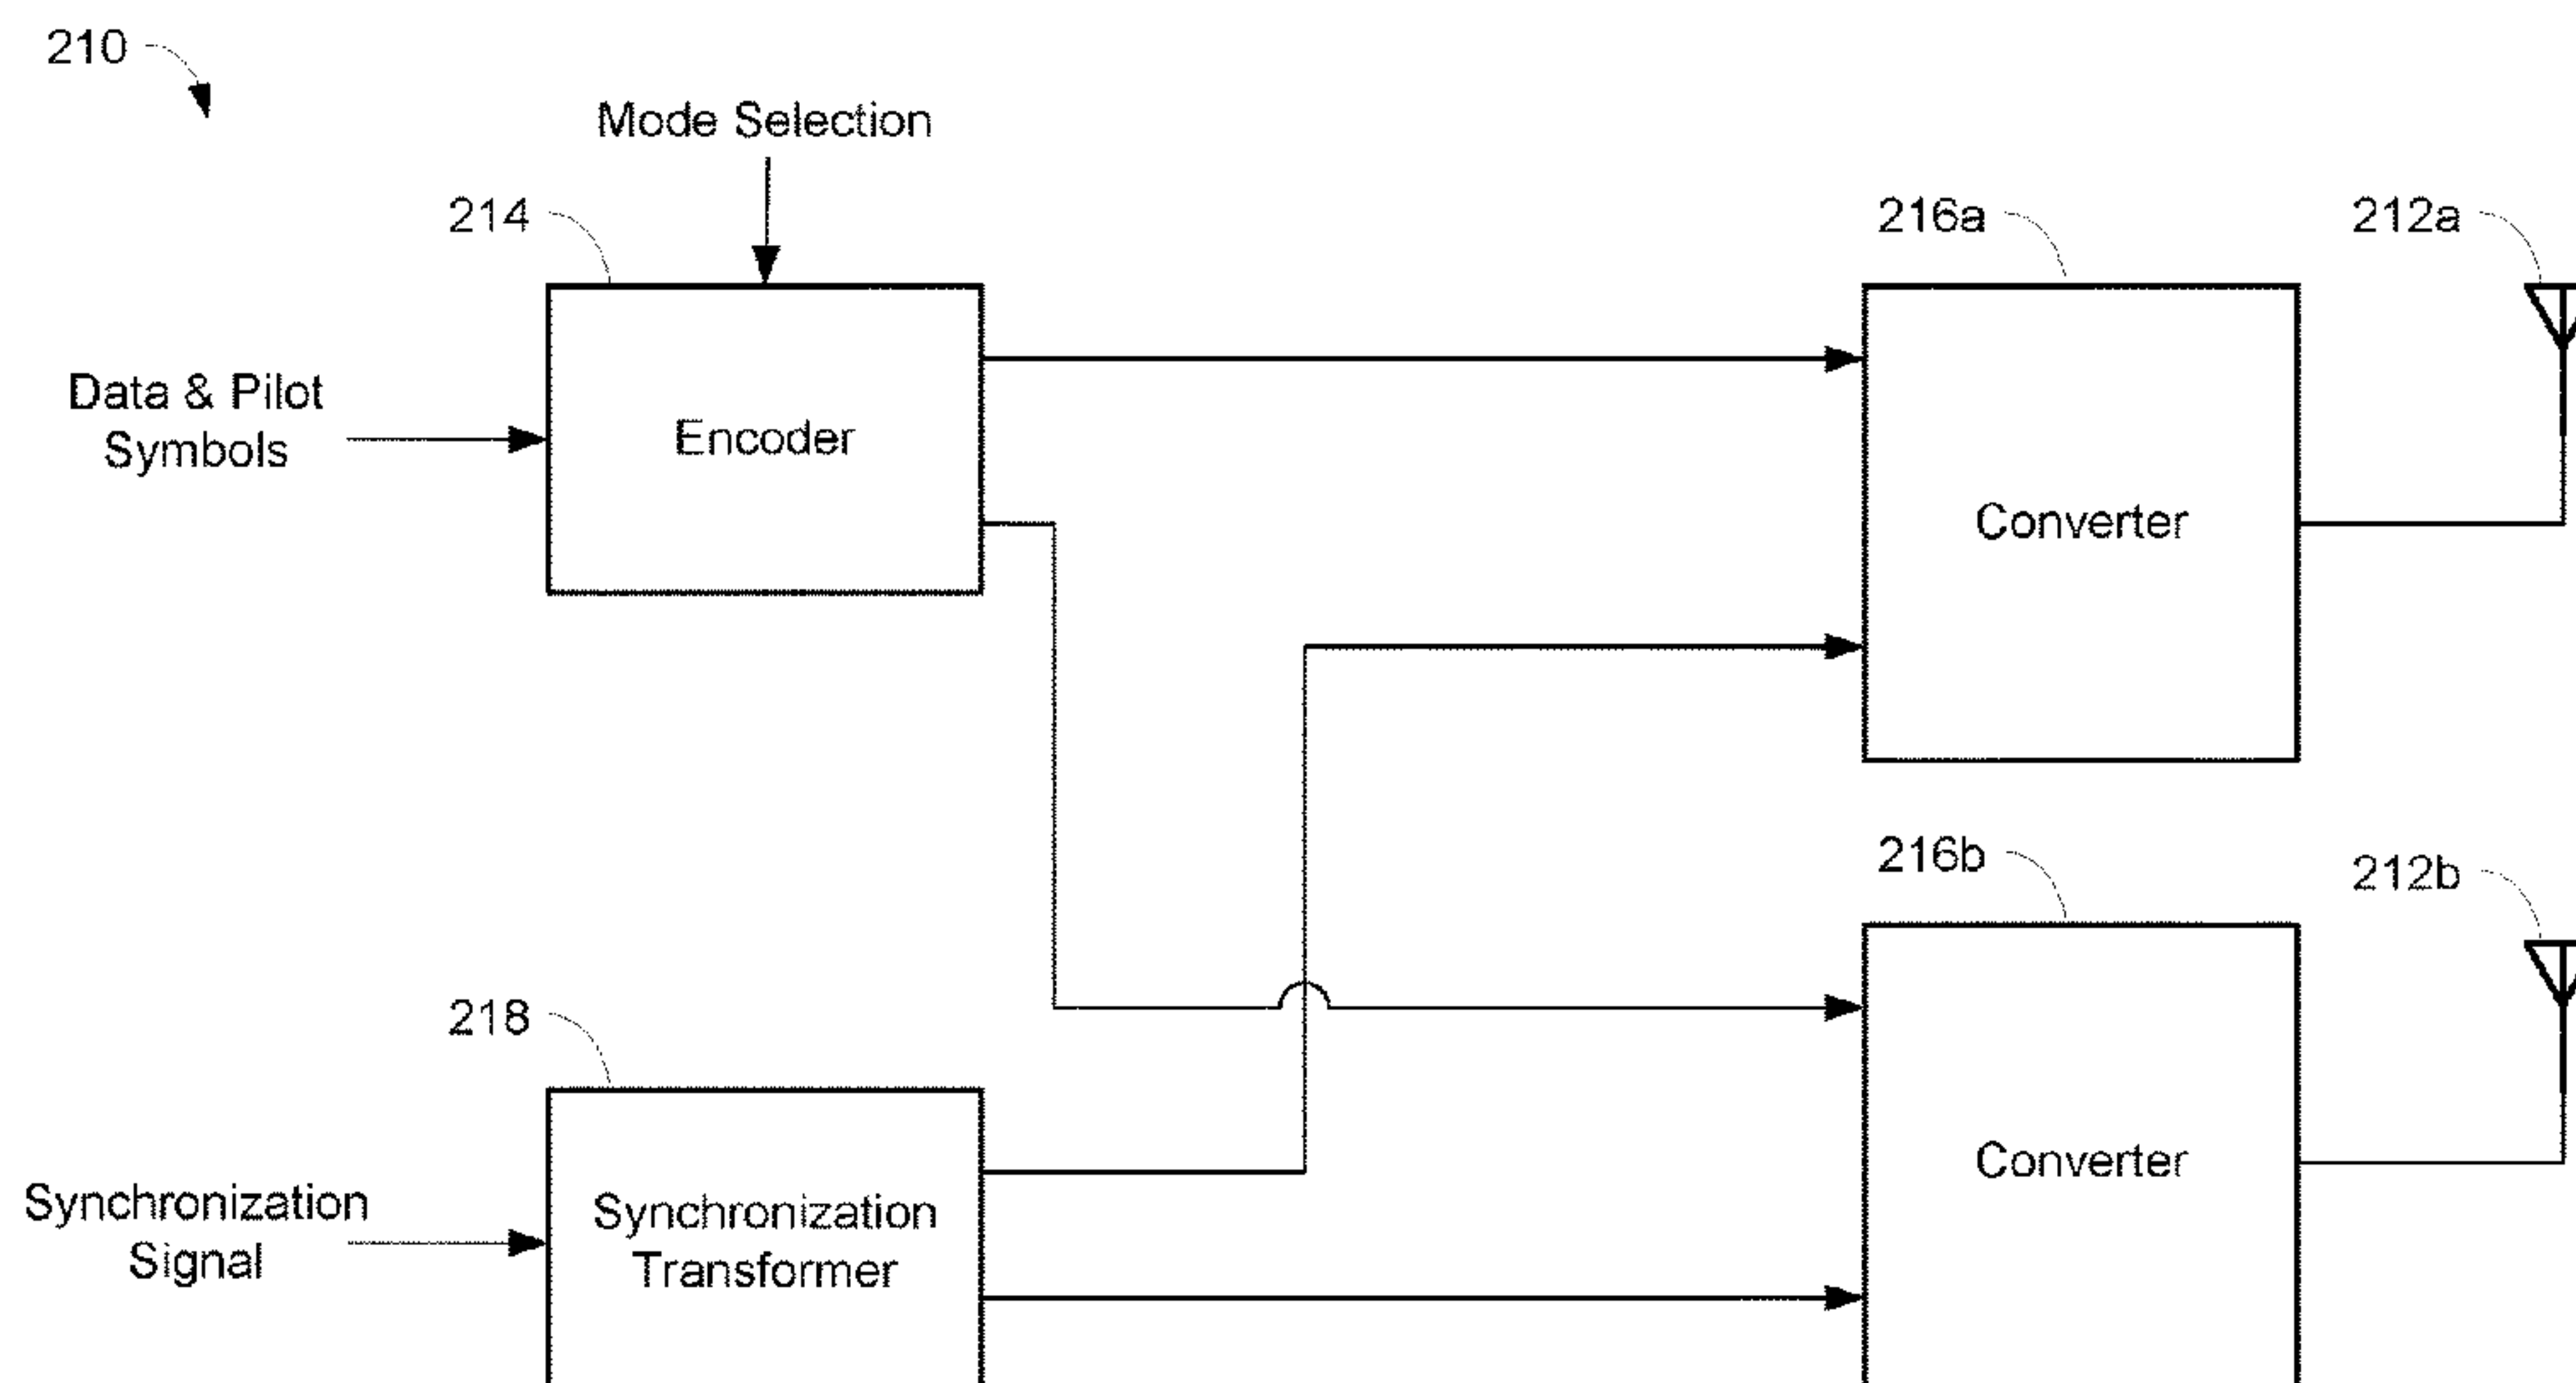 210
Mode Selection
214
216a
212a
Data & Pilot
Symbols
Encoder
Converter
216b
212b
218
Converter
Synchronization
Signal
Synchronization
Transformer